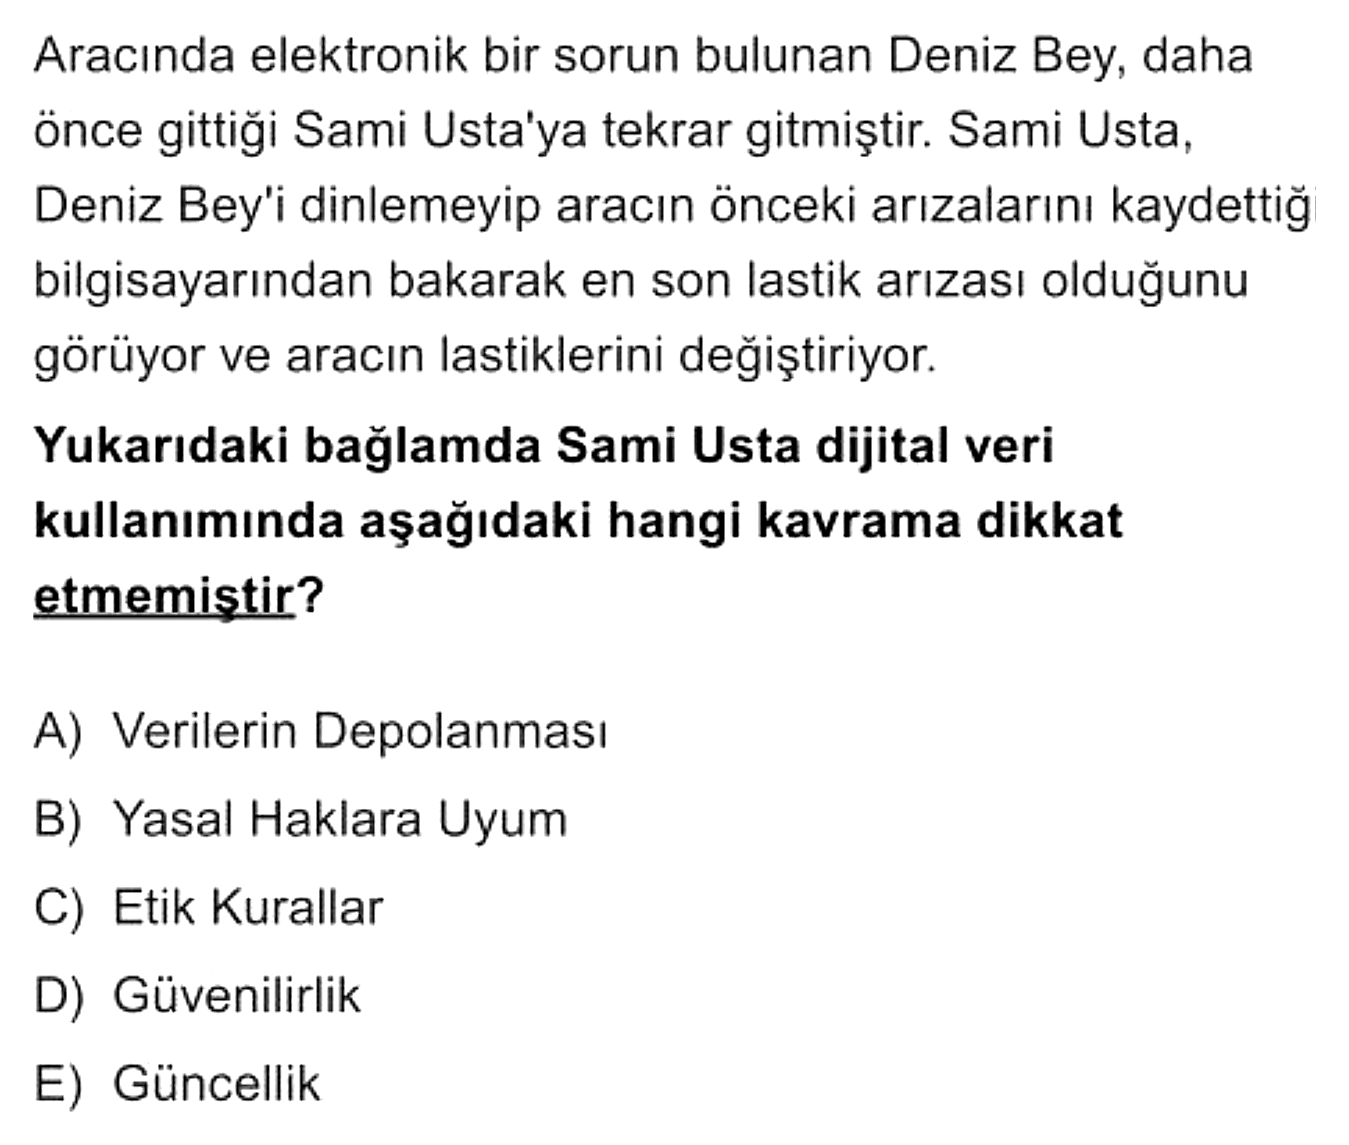 Aracında elektronik bir sorun bulunan Deniz Bey, daha
önce gittiği Sami Usta'ya tekrar gitmiştir. Sami Usta,
Deniz Bey'i dinlemeyip aracın önceki arızalarını kaydettiği
bilgisayarından bakarak en son lastik arızası olduğunu
görüyor ve aracın lastiklerini değiştiriyor.
Yukarıdaki bağlamda Sami Usta dijital veri
kullanımında aşağıdaki hangi kavrama dikkat
etmemiştir?
A) Verilerin Depolanması
B) Yasal Haklara Uyum
C) Etik Kurallar
D) Güvenilirlik
E) Güncellik